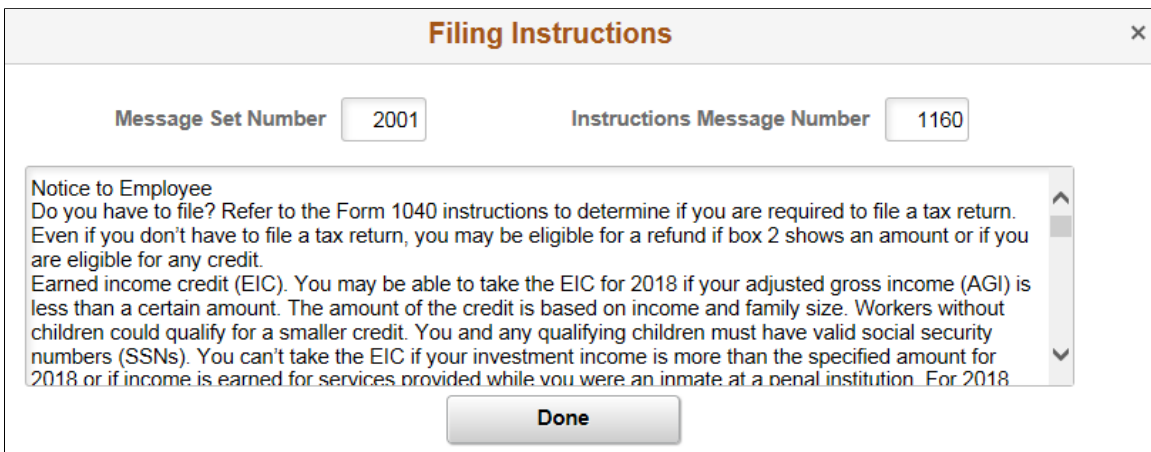 Filing Instructions
×
Message Set Number 2001 Instructions Message Number 1160
Notice to Employee
Do you have to file? Refer to the Form 1040 instructions to determine if you are required to file a tax return.
Even if you don’t have to file a tax return, you may be eligible for a refund if box 2 shows an amount or if you
are eligible for any credit.
Earned income credit (EIC). You may be able to take the EIC for 2018 if your adjusted gross income (AGI) is
less than a certain amount. The amount of the credit is based on income and family size. Workers without
children could qualify for a smaller credit. You and any qualifying children must have valid social security
numbers (SSNs). You can’t take the EIC if your investment income is more than the specified amount for
2018 or if income is earned for services provided while you were an inmate at a penal institution. For 2018
Done